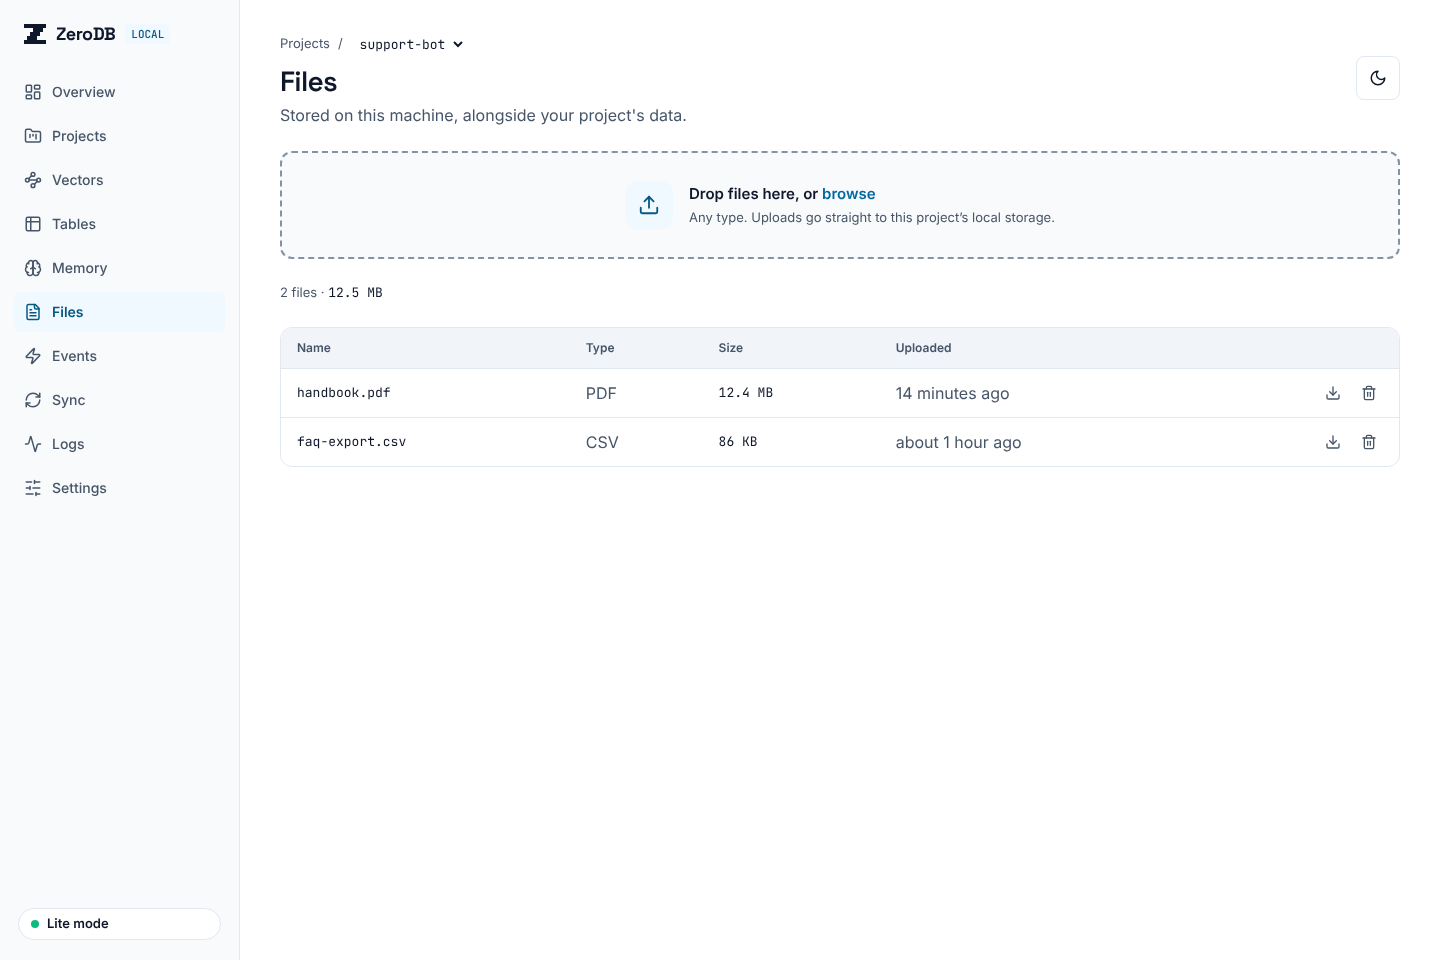 ZeroDB LOCAL
Overview
Projects
Vectors
Tables
Memory
Files
Events
Sync
Logs
Settings
Lite mode
Projects / support-bot
Files
Stored on this machine, alongside your project's data.
Drop files here, or browse
Any type. Uploads go straight to this project’s local storage.
2 files · 12.5 MB
Name Type Size Uploaded
handbook.pdf PDF 12.4 MB 14 minutes ago
faq-export.csv CSV 86 KB about 1 hour ago